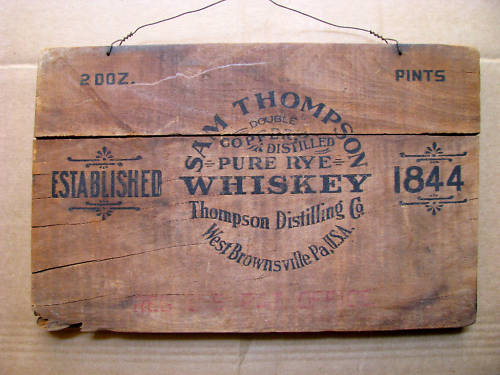 2 DOZ. PINTS
SAM THOMPSON
DOUBLE
COPPER
& DISTILLED
PURE RYE
ESTABLISHED WHISKEY 1844
Thompson Distilling Co.
West Brownsville Pa., U.S.A.